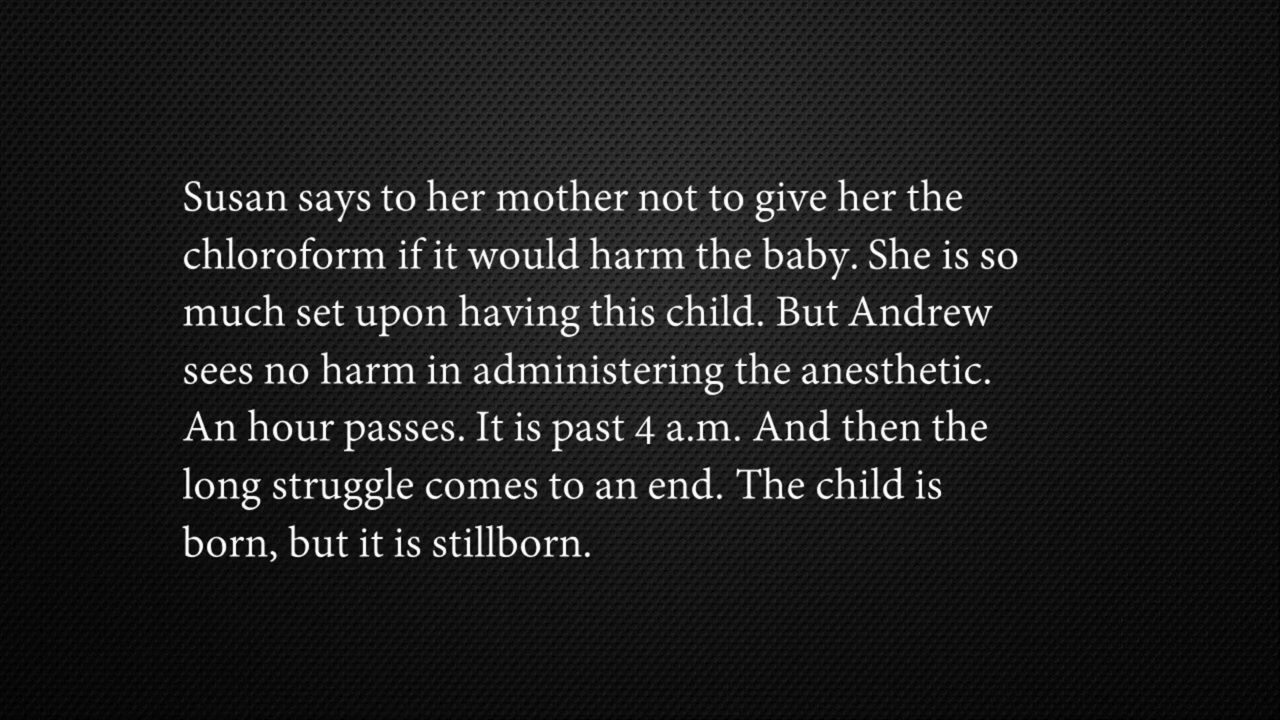 Susan says to her mother not to give her the
chloroform if it would harm the baby. She is so
much set upon having this child. But Andrew
sees no harm in administering the anesthetic.
An hour passes. It is past 4 a.m. And then the
long struggle comes to an end. The child is
born, but it is stillborn.